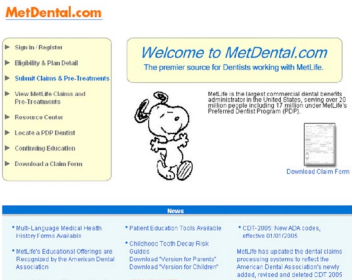 MetDental.com
Sign in / Register
Eligibility & Plan Detail
Submit Claims & Pre-Treatments
View MetLife Claims and
Pre-Treatments
Resource Center
Locate a PDP Dentist
Continuing Education
Download a Claim Form
Welcome to MetDental.com
The premier source for Dentists working with MetLife.
MetLife is the largest commercial dental benefits
administrator in the United States, serving over 20
million people including 17 million under MetLife's
Preferred Dentist Program (PDP).
Download Claim Form
News
* Multi-Language Medical Health
History Forms Available
* MetLife's Educational Offerings are
Recognized by the American Dental
Association
* Patient Education Tools Available
* Childhood Tooth Decay Risk
Guides
Download "Version for Parents"
Download "Version for Children"
* CDT-2005: New ADA codes,
effective 01/01/2005.
MetLife has updated the dental claims
processing systems to reflect the
American Dental Association's newly
added, revised and deleted CDT 2005